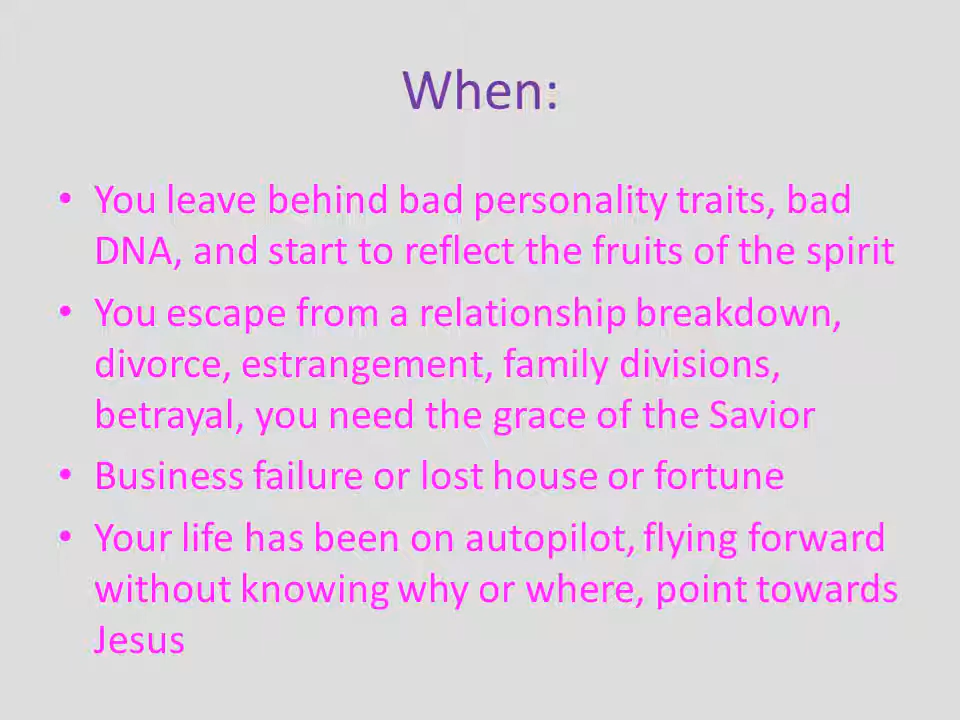 When:
• You leave behind bad personality traits, bad
DNA, and start to reflect the fruits of the spirit
• You escape from a relationship breakdown,
divorce, estrangement, family divisions,
betrayal, you need the grace of the Savior
• Business failure or lost house or fortune
• Your life has been on autopilot, flying forward
without knowing why or where, point towards
Jesus